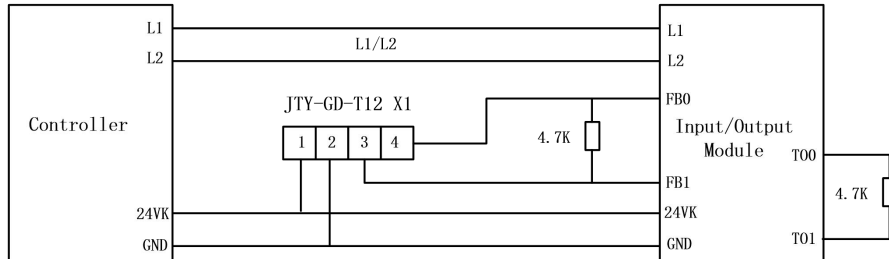 L1
L1
L1/L2
L2
L2
JTY-GD-T12 X1
FB0
Controller
1 2 3 4
4.7K
Input/Output
Module
TO0
FB1
4.7K
24VK
24VK
GND
GND
TO1